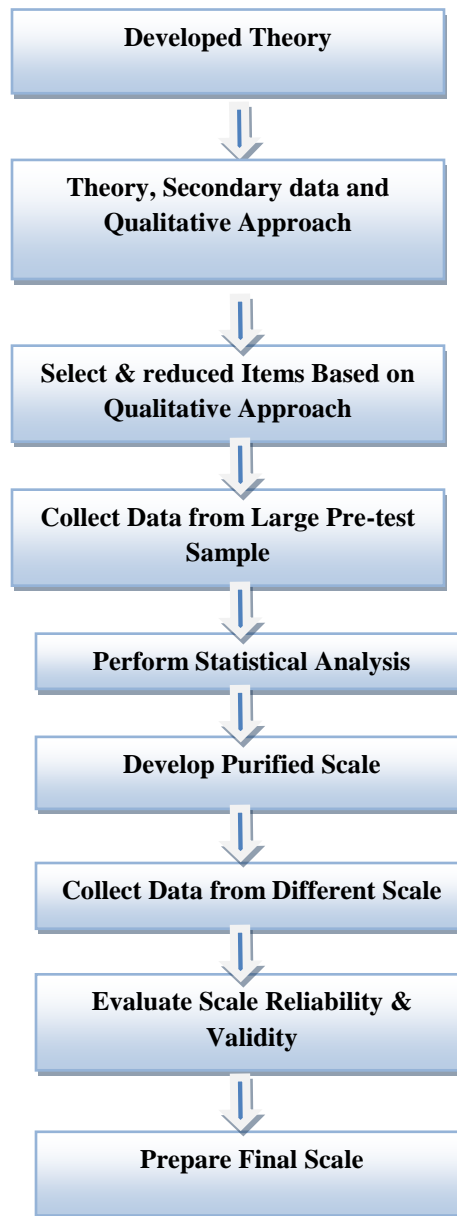 Developed Theory
Theory, Secondary data and
Qualitative Approach
Select & reduced Items Based on
Qualitative Approach
Collect Data from Large Pre-test
Sample
Perform Statistical Analysis
Develop Purified Scale
Collect Data from Different Scale
Evaluate Scale Reliability &
Validity
Prepare Final Scale